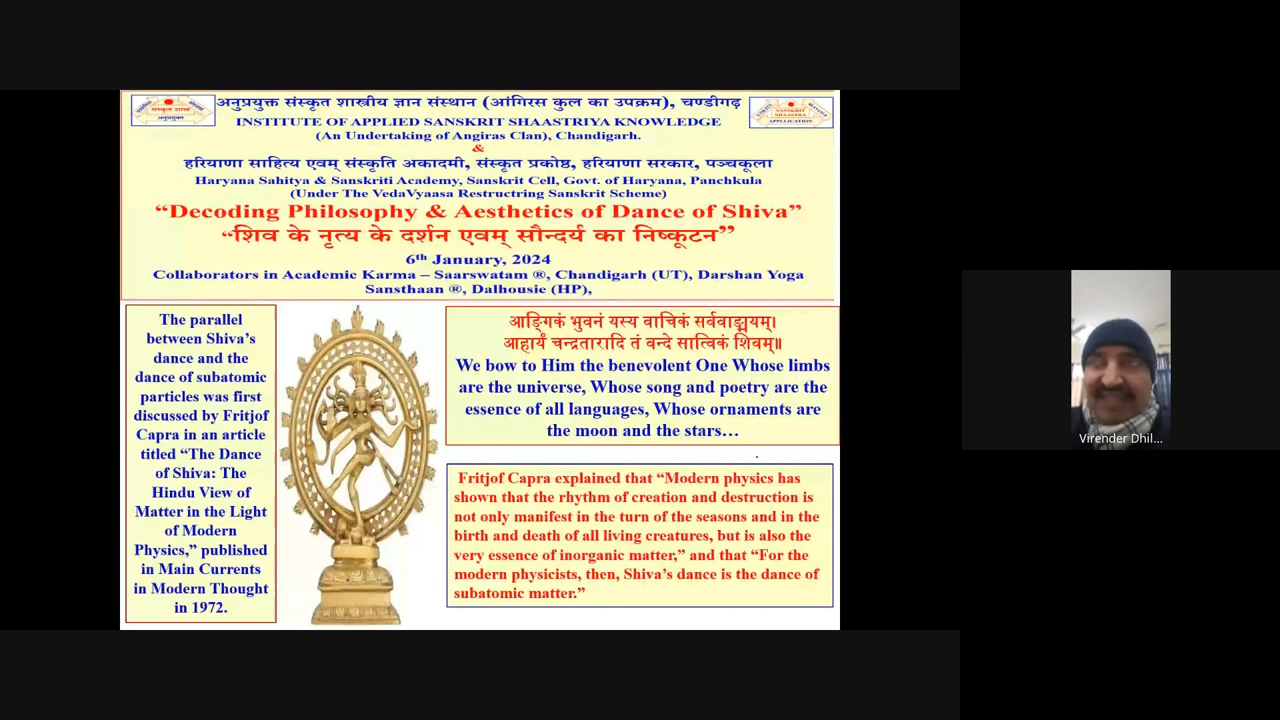 अनुप्रयुक्त संस्कृत शास्त्रीय ज्ञान संस्थान (आंगिरस कुल का उपक्रम), चण्डीगढ़
INSTITUTE OF APPLIED SANSKRIT SHAASTRIYA KNOWLEDGE
(An Undertaking of Angiras Clan), Chandigarh.
&
हरियाणा साहित्य एवम् संस्कृति अकादमी, संस्कृत प्रकोष्ठ, हरियाणा सरकार, पञ्चकूला
Haryana Sahitya & Sanskriti Academy, Sanskrit Cell, Govt. of Haryana, Panchkula
(Under The VedaVyaasa Restructring Sanskrit Scheme)
“Decoding Philosophy & Aesthetics of Dance of Shiva”
“शिव के नृत्य के दर्शन एवम् सौन्दर्य का निष्कूटन”
6th January, 2024
Collaborators in Academic Karma – Saarswatam ®, Chandigarh (UT), Darshan Yoga
Sansthaan ®, Dalhousie (HP),
The parallel
between Shiva’s
dance and the
dance of subatomic
particles was first
discussed by Fritjof
Capra in an article
titled “The Dance
of Shiva: The
Hindu View of
Matter in the Light
of Modern
Physics,” published
in Main Currents
in Modern Thought
in 1972.
आङ्गिकं भुवनं यस्य वाचिकं सर्ववाङ्मयम्।
आहार्यं चन्द्रतारादि तं वन्दे सात्विकं शिवम्॥
We bow to Him the benevolent One Whose limbs
are the universe, Whose song and poetry are the
essence of all languages, Whose ornaments are
the moon and the stars…
Fritjof Capra explained that “Modern physics has
shown that the rhythm of creation and destruction is
not only manifest in the turn of the seasons and in the
birth and death of all living creatures, but is also the
very essence of inorganic matter,” and that “For the
modern physicists, then, Shiva’s dance is the dance of
subatomic matter.”
Virender Dhil...